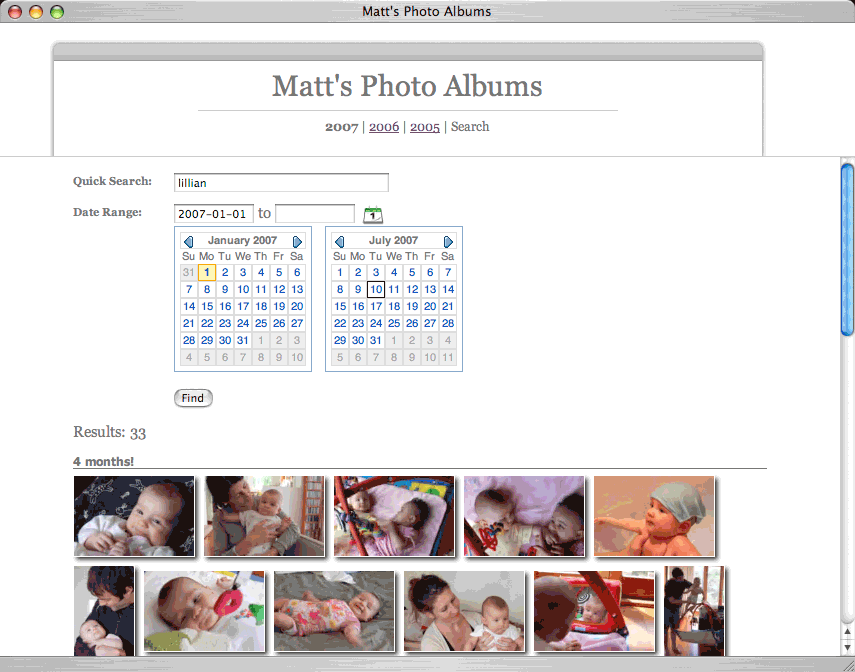 Matt's Photo Albums
Matt's Photo Albums
2007 | 2006 | 2005 | Search
Quick Search: lillian
Date Range: 2007-01-01 to
1
January 2007
Su Mo Tu We Th Fr Sa
31 1 2 3 4 5 6
7 8 9 10 11 12 13
14 15 16 17 18 19 20
21 22 23 24 25 26 27
28 29 30 31 1 2 3
4 5 6 7 8 9 10
July 2007
Su Mo Tu We Th Fr Sa
1 2 3 4 5 6 7
8 9 10 11 12 13 14
15 16 17 18 19 20 21
22 23 24 25 26 27 28
29 30 31 1 2 3 4
5 6 7 8 9 10 11
Find
Results: 33
4 months!